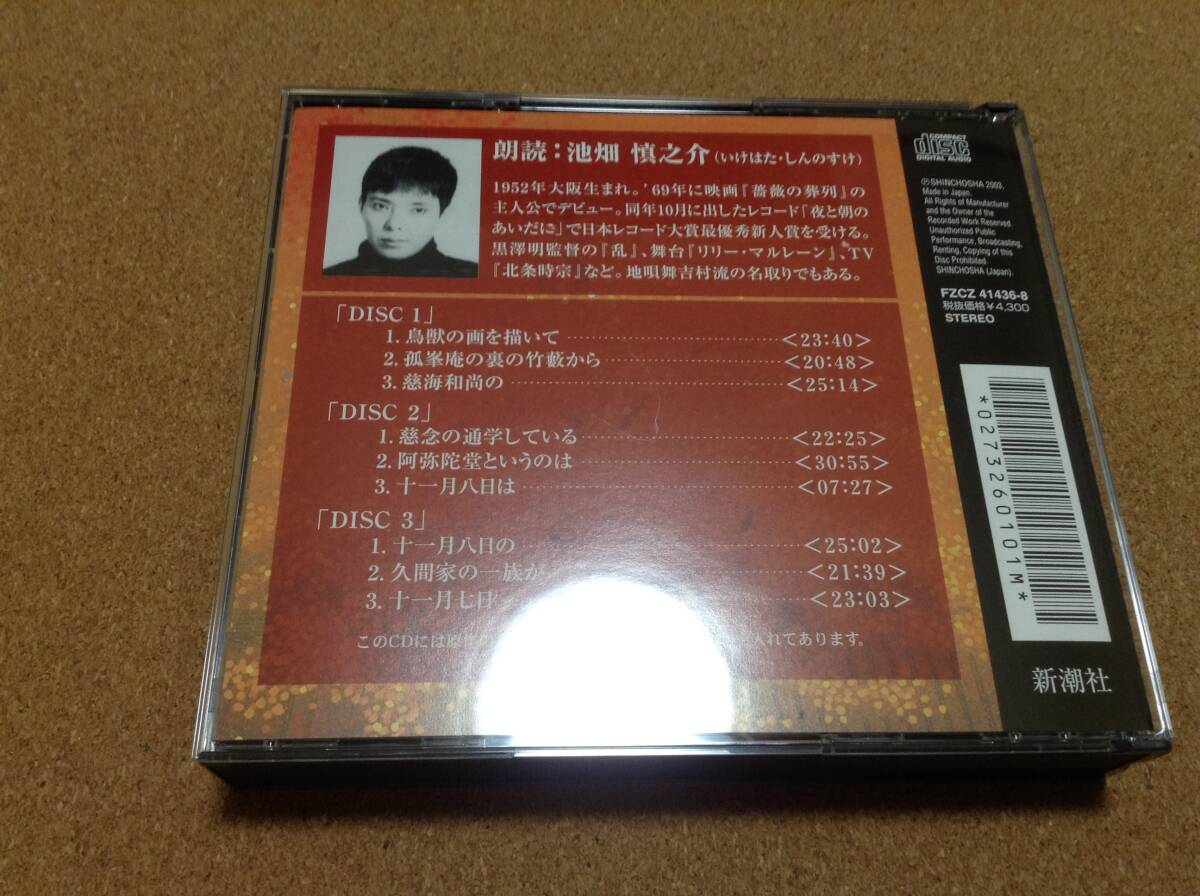 朗読：池畑 慎之介（いけはた・しんのすけ）
1952年大阪生まれ。'69年に映画『薔薇の葬列』の
主人公でデビュー。同年10月に出したレコード「夜と朝の
あいだに」で日本レコード大賞最優秀新人賞を受ける。
黒澤明監督の『乱』、舞台『リリー・マルレーン』、TV
『北条時宗』など。地唄舞吉村流の名取りでもある。
「DISC 1」
1. 鳥獣の画を描いて <23:40>
2. 孤峯庵の裏の竹藪から <20:48>
3. 慈海和尚の <25:14>
「DISC 2」
1. 慈念の通学している <22:25>
2. 阿弥陀堂というのは <30:55>
3. 十一月八日は <07:27>
「DISC 3」
1. 十一月八日の <25:02>
2. 久間家の一族が <21:39>
3. 十一月七日 <23:03>
このCDには原作 入れてあります。
COMPACT
disc
DIGITAL AUDIO
Ⓟ©SHINCHOSHA 2003,
Made in Japan.
All Rights of Manufacturer
and the Owner of the
Recorded Work Reserved.
Unauthorized Public
Performance, Broadcasting,
Renting, Copying of this
Disc Prohibited.
SHINCHOSHA (Japan).
FZCZ 41436-8
税抜価格¥4,300
STEREO
*0273260101M*
新潮社